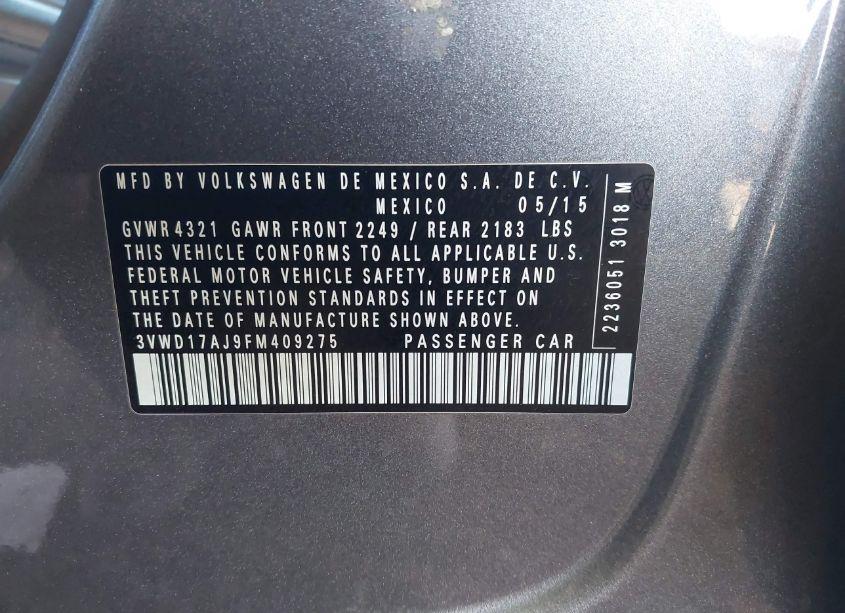 MFD BY VOLKSWAGEN DE MEXICO S.A. DE C.V.
MEXICO 05/15
GVWR 4321 GAWR FRONT 2249 / REAR 2183 LBS
THIS VEHICLE CONFORMS TO ALL APPLICABLE U.S.
FEDERAL MOTOR VEHICLE SAFETY, BUMPER AND
THEFT PREVENTION STANDARDS IN EFFECT ON
THE DATE OF MANUFACTURE SHOWN ABOVE.
3VWD17AJ9FM409275 PASSENGER CAR
2236051 3018 M